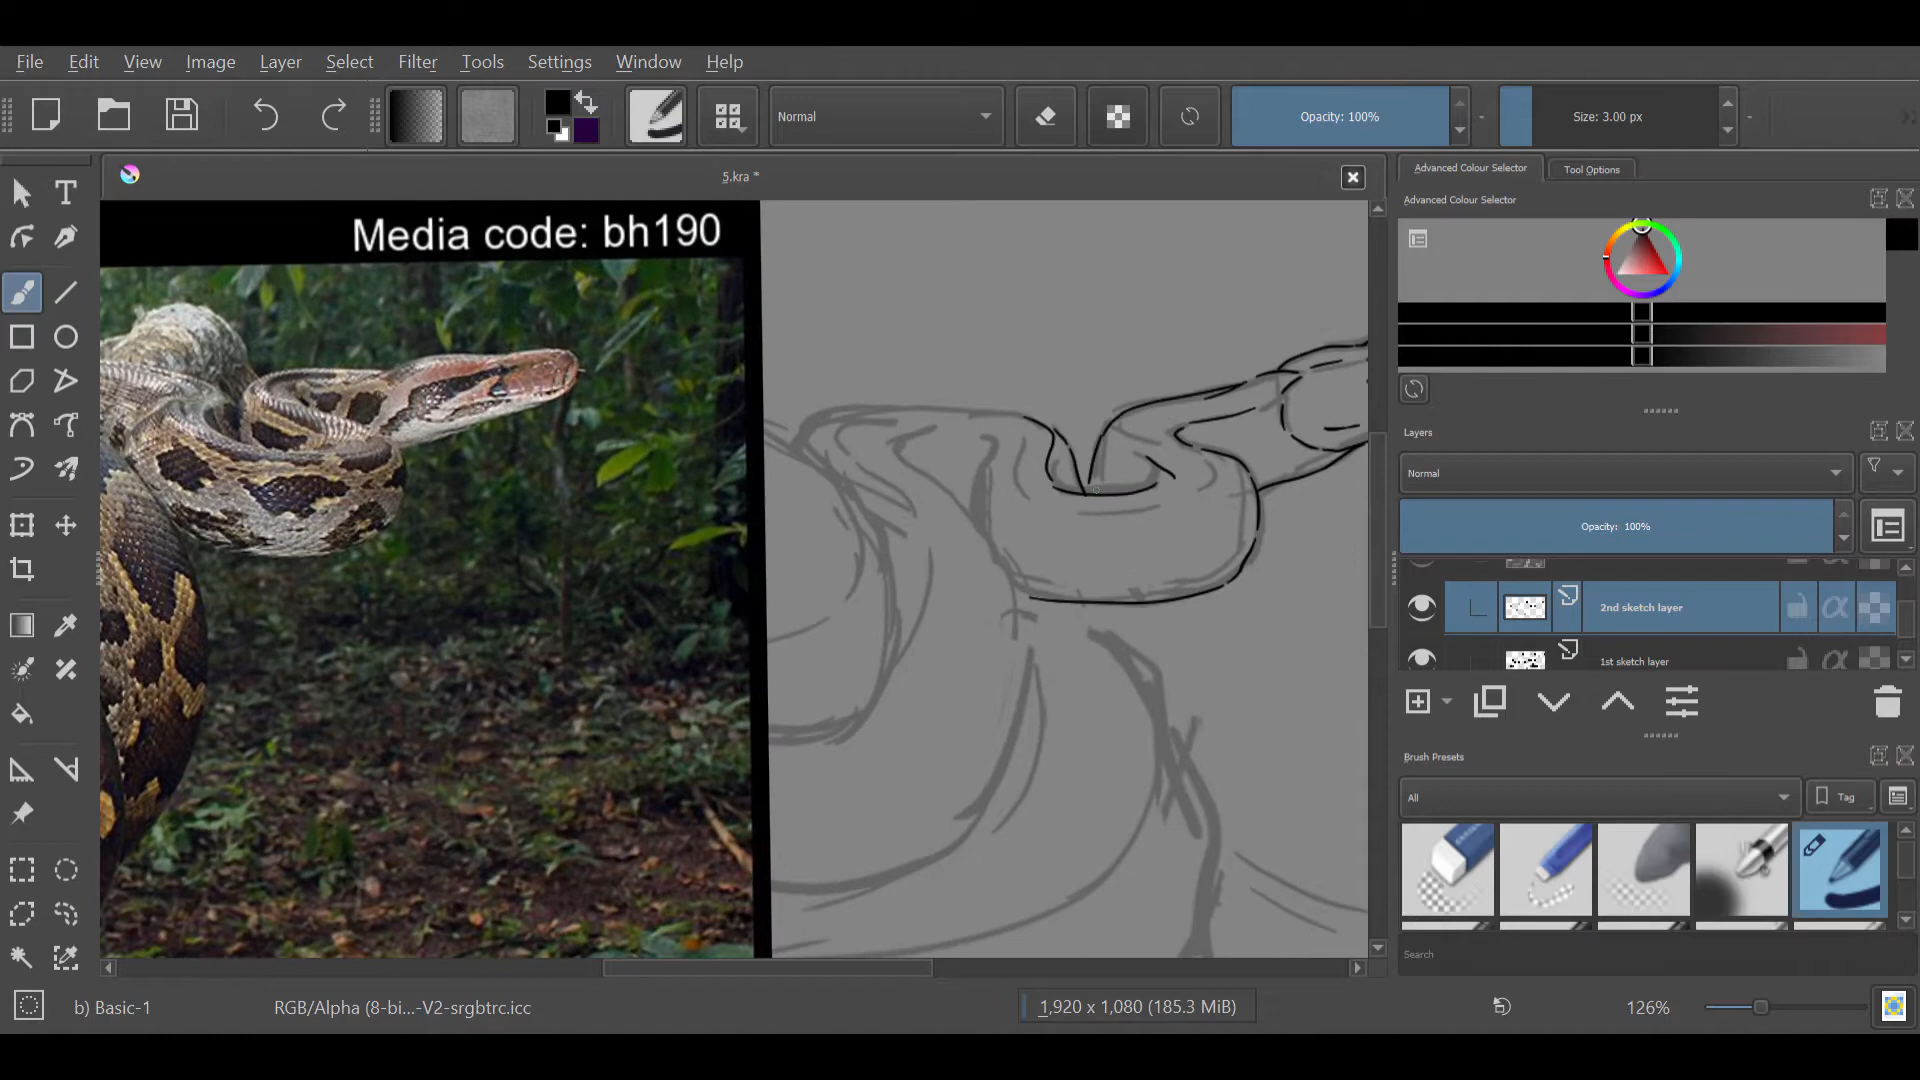 File Edit View Image Layer Select Filter Tools Settings Window Help
Normal
Opacity: 100%
Size: 3.00 px
5.kra *
Advanced Colour Selector Tool Options
Advanced Colour Selector
Media code: bh190
Layers
Normal
Opacity: 100%
2nd sketch layer
1st sketch layer
Brush Presets
All
Tag
Search
b) Basic-1
RGB/Alpha (8-bi...-V2-srgbtrc.icc
1,920 x 1,080 (185.3 MiB)
126%